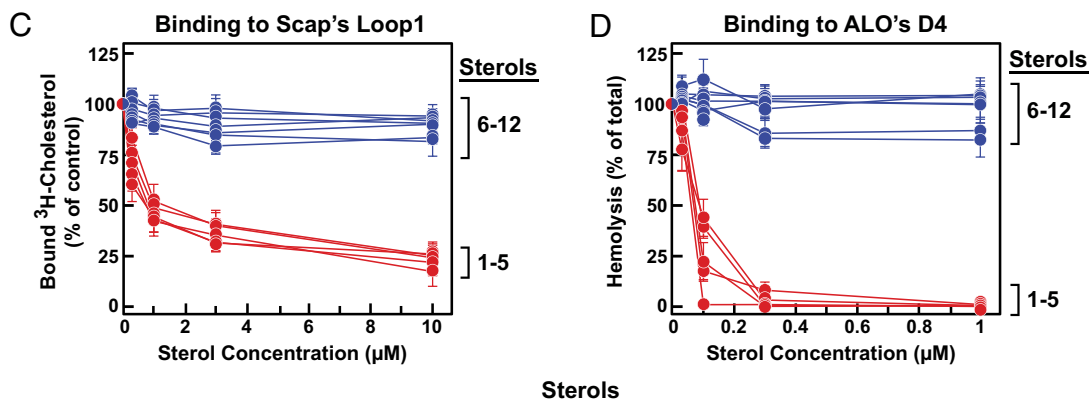 C
Binding to Scap's Loop1
Sterols
125
100
75
50
25
0
Bound ³H-Cholesterol
(% of control)
6-12
1-5
0 2 4 6 8 10
Sterol Concentration (µM)
D
Binding to ALO's D4
Sterols
125
100
75
50
25
0
Hemolysis (% of total)
6-12
1-5
0 0.2 0.4 0.6 0.8 1
Sterol Concentration (µM)
Sterols